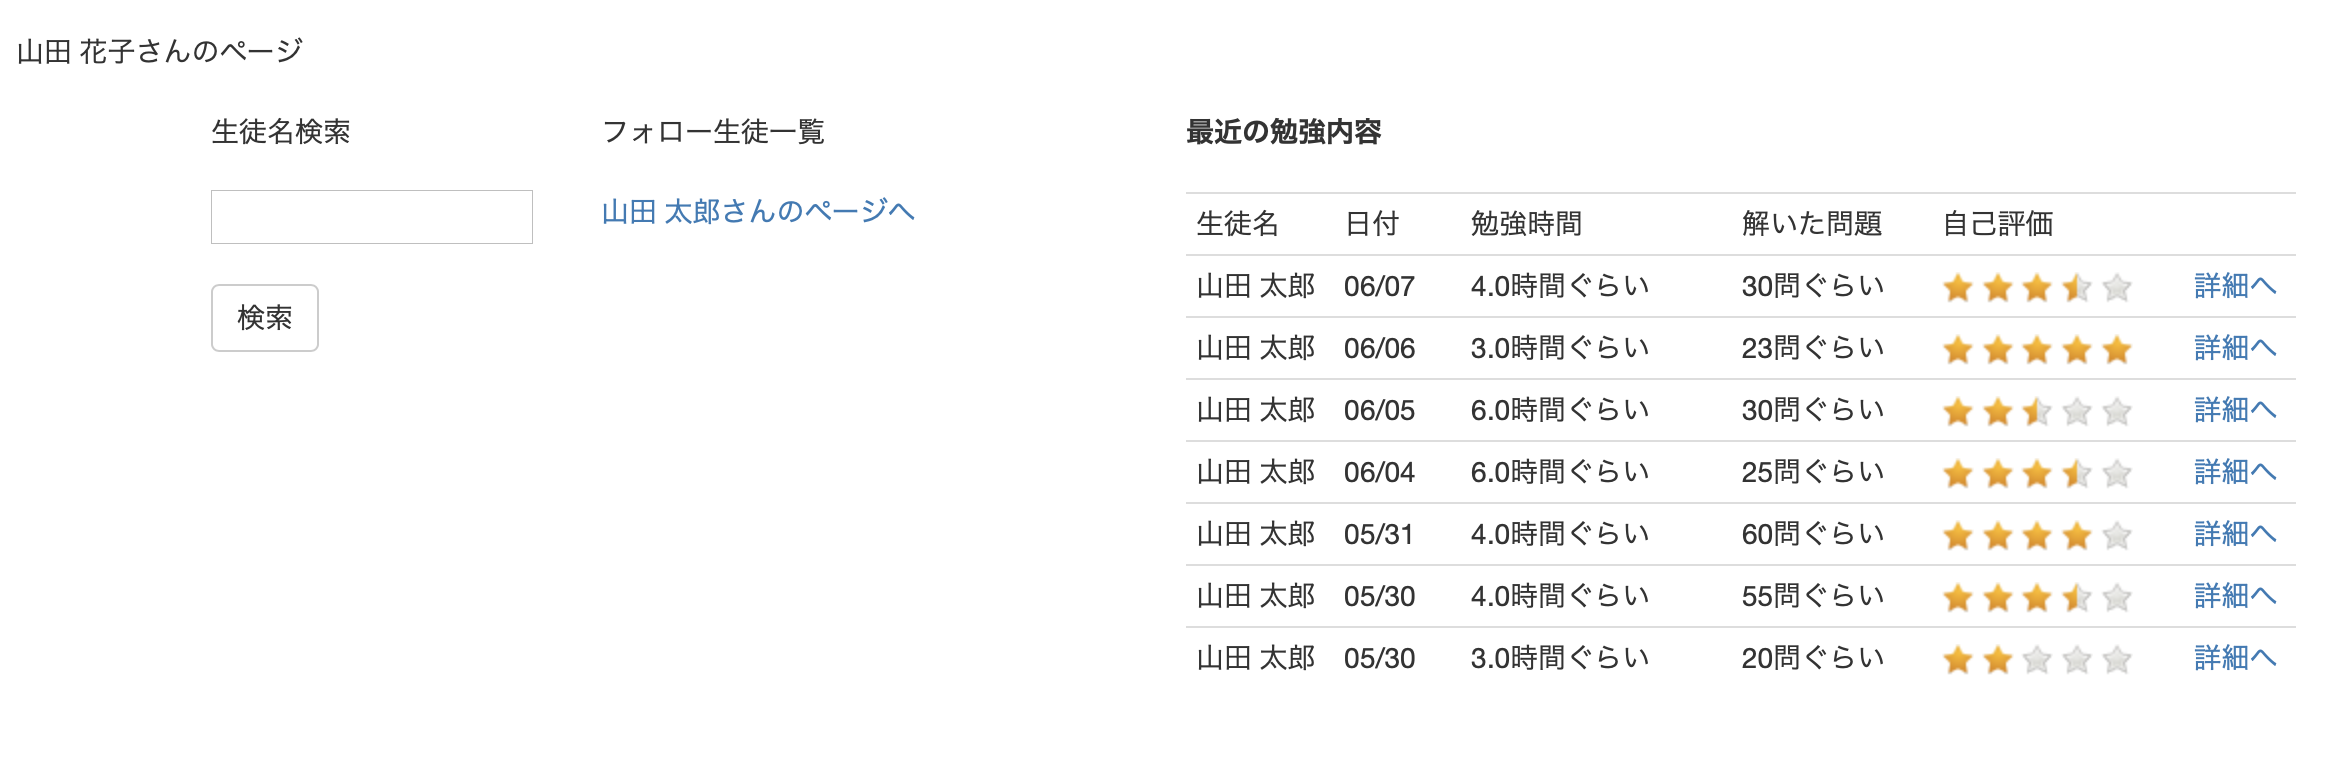 山田 花子さんのページ
生徒名検索
検索
フォロー生徒一覧
山田 太郎さんのページへ
最近の勉強内容
生徒名 日付 勉強時間 解いた問題 自己評価
山田 太郎 06/07 4.0時間ぐらい 30問ぐらい 詳細へ
山田 太郎 06/06 3.0時間ぐらい 23問ぐらい 詳細へ
山田 太郎 06/05 6.0時間ぐらい 30問ぐらい 詳細へ
山田 太郎 06/04 6.0時間ぐらい 25問ぐらい 詳細へ
山田 太郎 05/31 4.0時間ぐらい 60問ぐらい 詳細へ
山田 太郎 05/30 4.0時間ぐらい 55問ぐらい 詳細へ
山田 太郎 05/30 3.0時間ぐらい 20問ぐらい 詳細へ